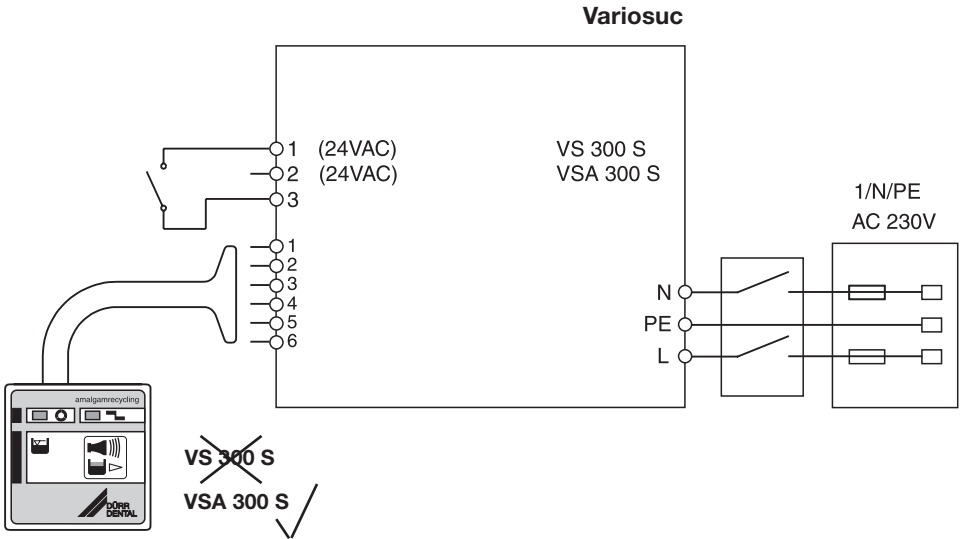 Variosuc
1 (24VAC) VS 300 S
2 (24VAC) VSA 300 S
3
1/N/PE
AC 230V
1
2
3
4
5
6
N
PE
L
amalgamrecycling
VS 300 S
VSA 300 S
DÜRR
DENTAL